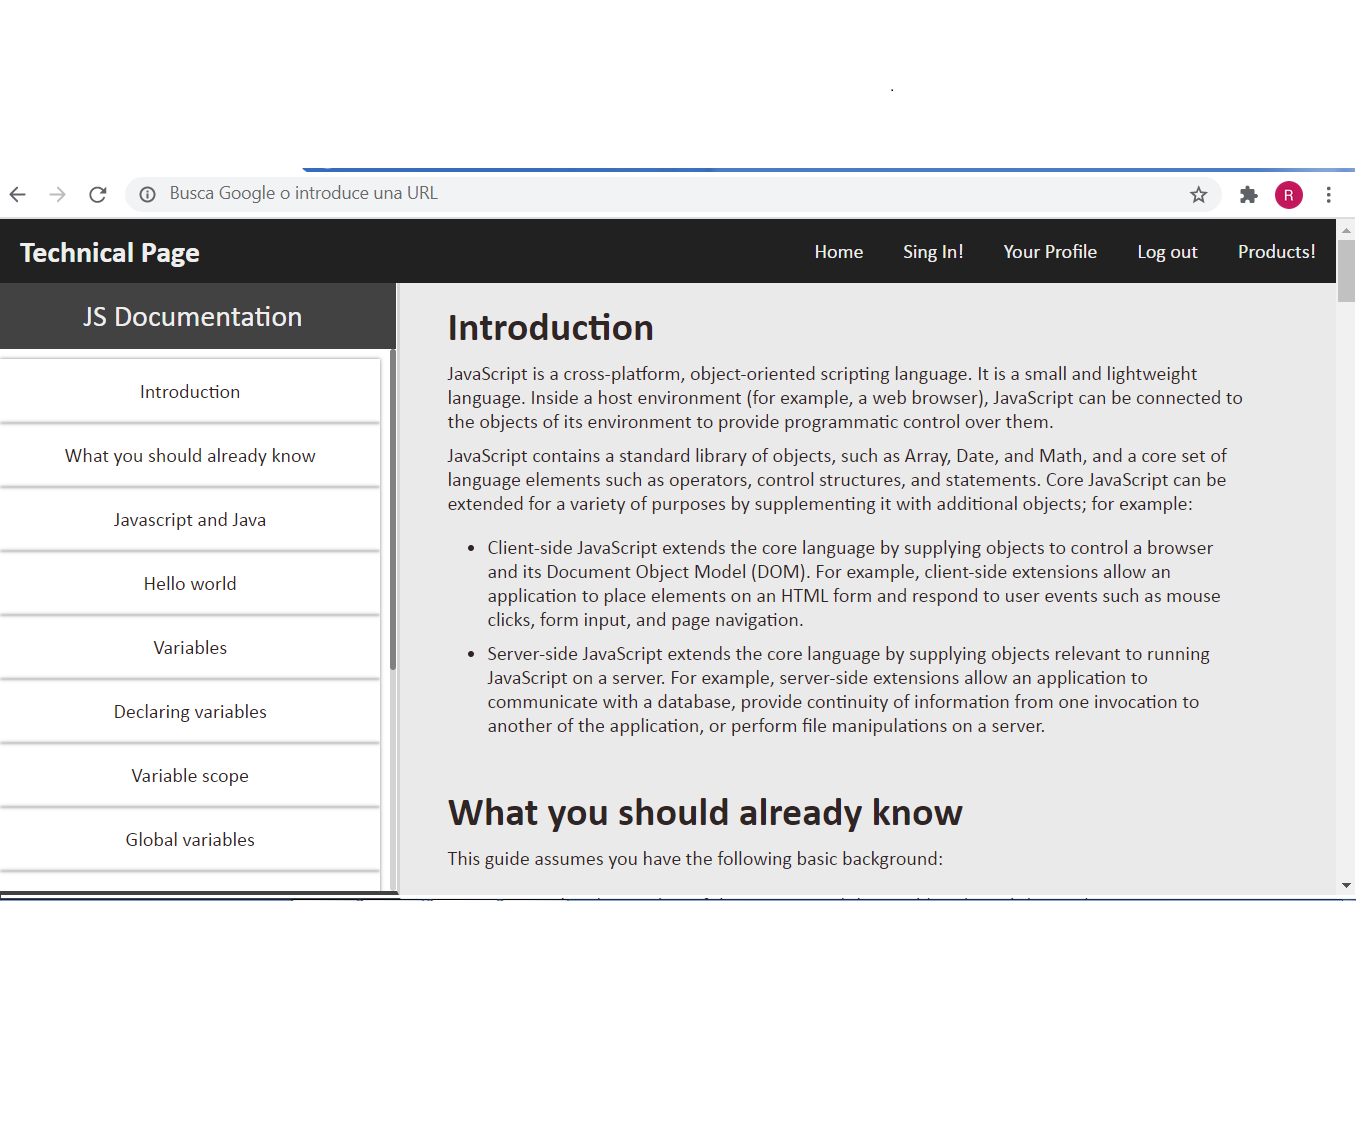 Busca Google o introduce una URL
R
Technical Page
Home
Sing In!
Your Profile
Log out
Products!
JS Documentation
Introduction
What you should already know
Javascript and Java
Hello world
Variables
Declaring variables
Variable scope
Global variables
Introduction
JavaScript is a cross-platform, object-oriented scripting language. It is a small and lightweight
language. Inside a host environment (for example, a web browser), JavaScript can be connected to
the objects of its environment to provide programmatic control over them.
JavaScript contains a standard library of objects, such as Array, Date, and Math, and a core set of
language elements such as operators, control structures, and statements. Core JavaScript can be
extended for a variety of purposes by supplementing it with additional objects; for example:
• Client-side JavaScript extends the core language by supplying objects to control a browser
and its Document Object Model (DOM). For example, client-side extensions allow an
application to place elements on an HTML form and respond to user events such as mouse
clicks, form input, and page navigation.
• Server-side JavaScript extends the core language by supplying objects relevant to running
JavaScript on a server. For example, server-side extensions allow an application to
communicate with a database, provide continuity of information from one invocation to
another of the application, or perform file manipulations on a server.
What you should already know
This guide assumes you have the following basic background: